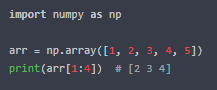 import numpy as np
arr = np.array([1, 2, 3, 4, 5])
print(arr[1:4])  # [2 3 4]